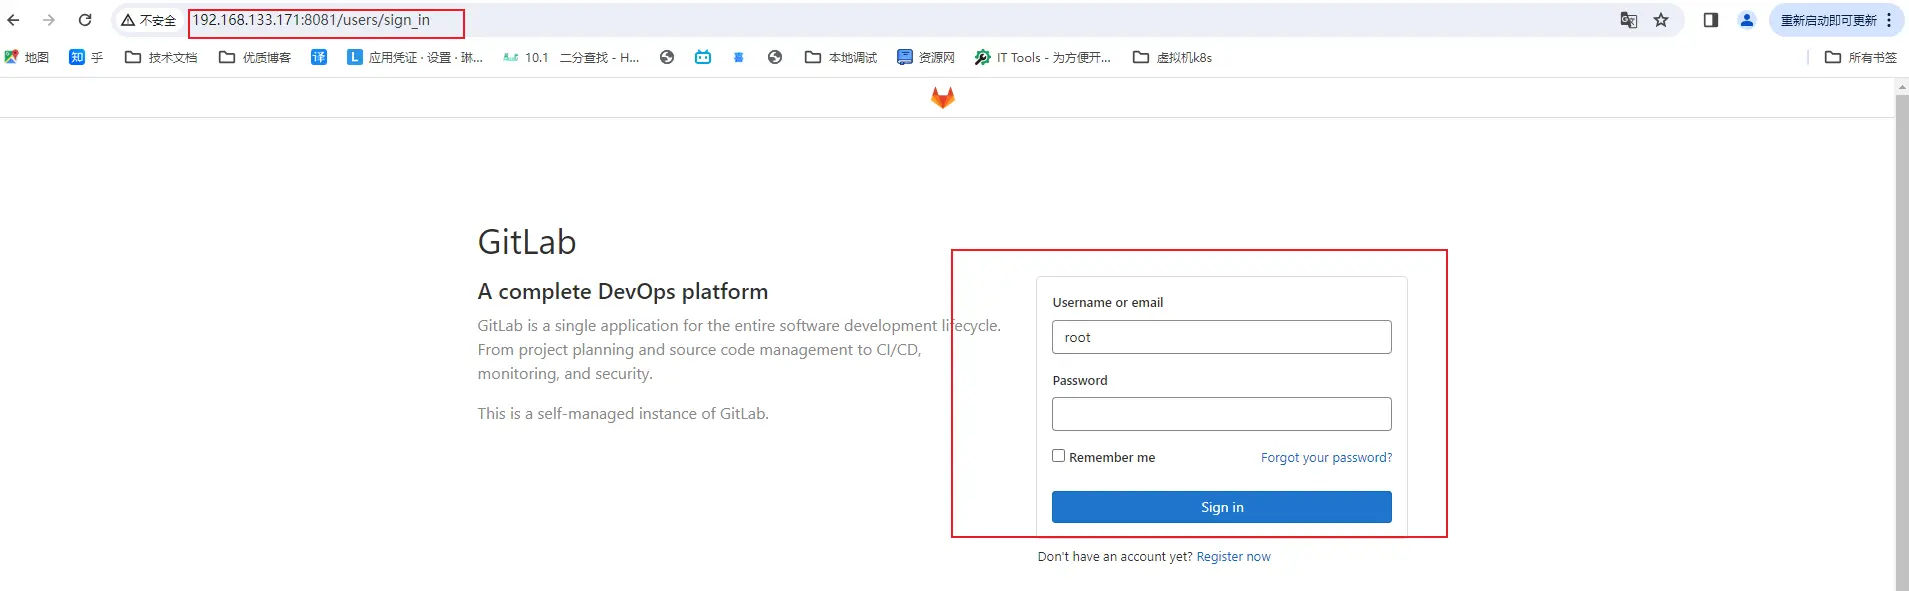 不安全 192.168.133.171:8081/users/sign_in 重新启动即可更新
地图 知 乎 技术文档 优质博客 译 L 应用凭证 · 设置 · 琳... 10.1 二分查找 - H... 本地调试 资源网 IT Tools - 为方便开... 虚拟机k8s 所有书签
GitLab
A complete DevOps platform
GitLab is a single application for the entire software development lifecycle.
From project planning and source code management to CI/CD,
monitoring, and security.
This is a self-managed instance of GitLab.
Username or email
root
Password
Remember me Forgot your password?
Sign in
Don't have an account yet? Register now